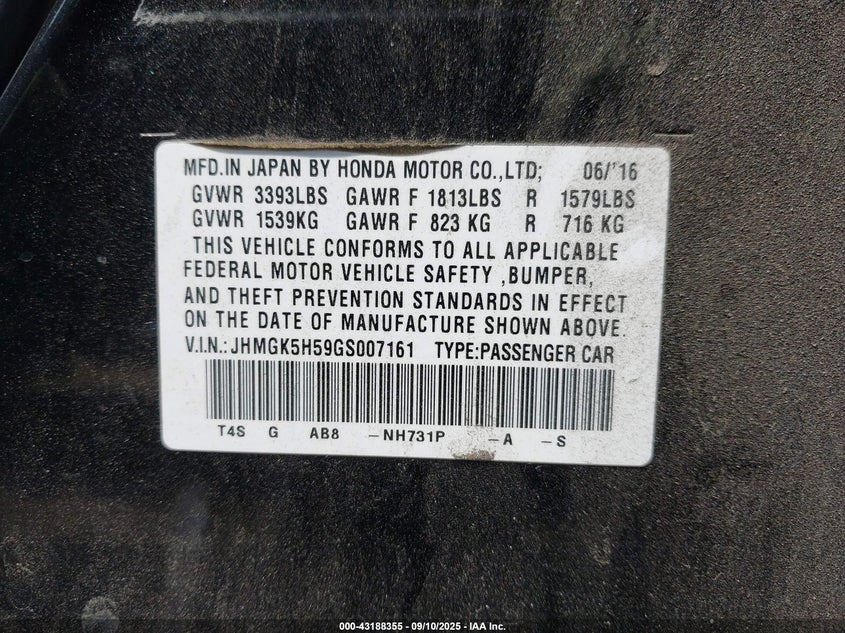 MFD.IN JAPAN BY HONDA MOTOR CO.,LTD; 06/'16
GVWR 3393LBS GAWR F 1813LBS R 1579LBS
GVWR 1539KG GAWR F 823 KG R 716 KG
THIS VEHICLE CONFORMS TO ALL APPLICABLE
FEDERAL MOTOR VEHICLE SAFETY ,BUMPER,
AND THEFT PREVENTION STANDARDS IN EFFECT
ON THE DATE OF MANUFACTURE SHOWN ABOVE.
V.I.N.: JHMGK5H59GS007161 TYPE:PASSENGER CAR
T4S G AB8 -NH731P -A -S
000-43188355 - 09/10/2025 - IAA Inc.